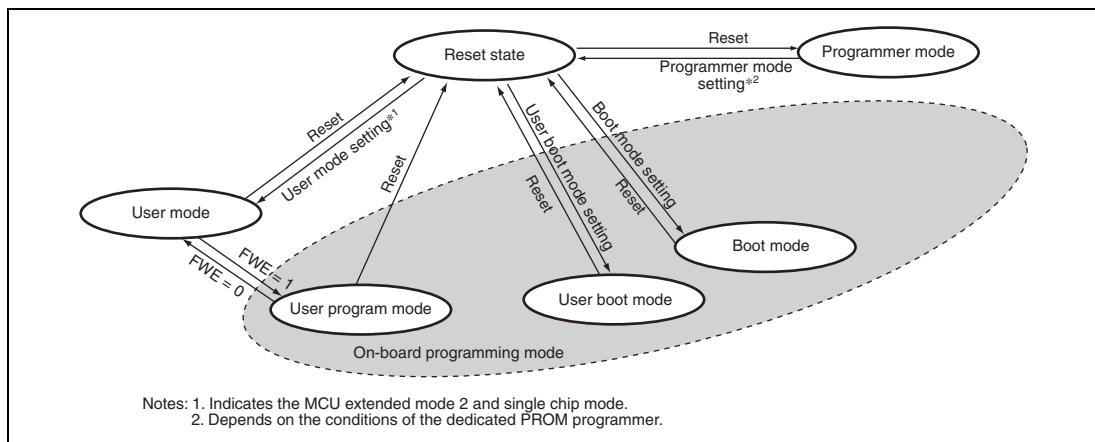 Reset state
Reset
Programmer mode
Programmer mode
setting*2
Reset
User mode setting*1
Reset
User boot mode setting
Reset
Boot mode setting
Reset
User mode
Boot mode
FWE = 1
FWE = 0
User program mode
User boot mode
On-board programming mode
Notes: 1. Indicates the MCU extended mode 2 and single chip mode.
2. Depends on the conditions of the dedicated PROM programmer.